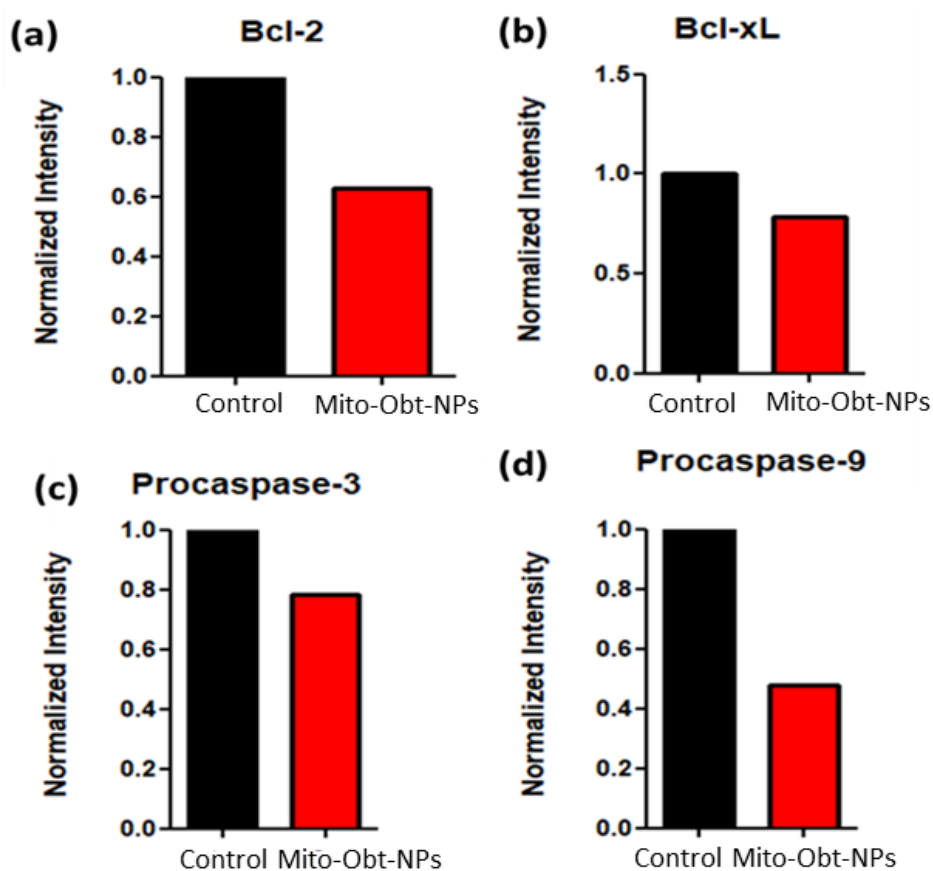 (a)
Bcl-2
Normalized Intensity
1.0
0.8
0.6
0.4
0.2
0.0
Control Mito-Obt-NPs
(b)
Bcl-xL
Normalized Intensity
1.5
1.0
0.5
0.0
Control Mito-Obt-NPs
(c)
Procaspase-3
Normalized Intensity
1.0
0.8
0.6
0.4
0.2
0.0
Control Mito-Obt-NPs
(d)
Procaspase-9
Normalized Intensity
1.0
0.8
0.6
0.4
0.2
0.0
Control Mito-Obt-NPs